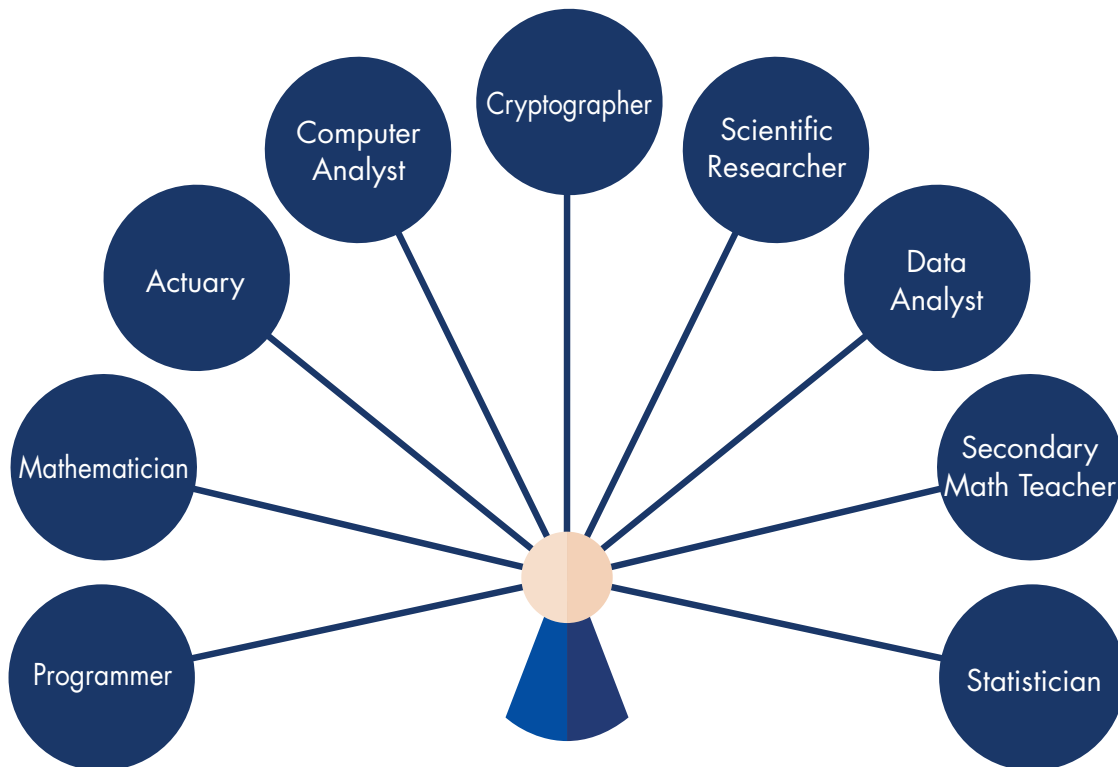 Cryptographer
Computer
Analyst
Scientific
Researcher
Actuary
Data
Analyst
Mathematician
Secondary
Math Teacher
Programmer
Statistician